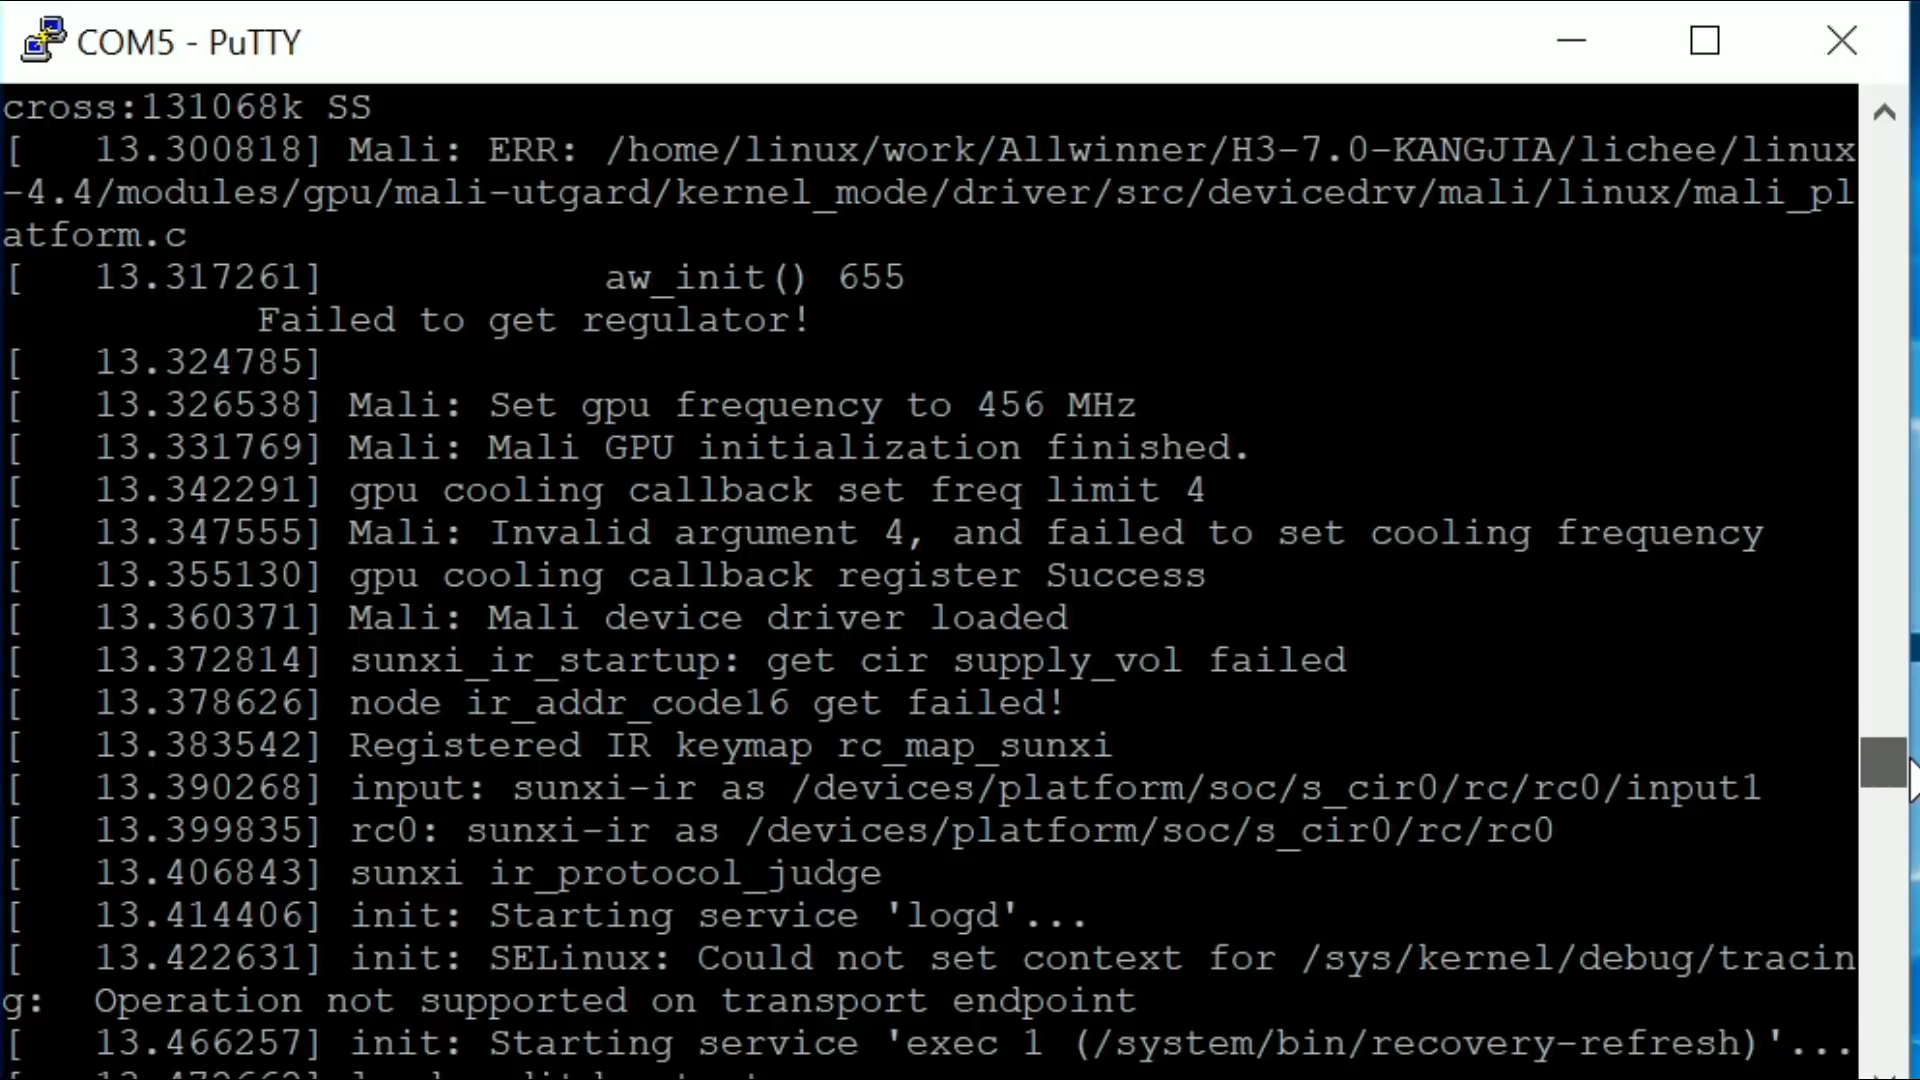 COM5 - PuTTY
cross:131068k SS
[   13.300818] Mali: ERR: /home/linux/work/Allwinner/H3-7.0-KANGJIA/lichee/linux
-4.4/modules/gpu/mali-utgard/kernel_mode/driver/src/devicedrv/mali/linux/mali_pl
atform.c
[   13.317261]            aw_init() 655
           Failed to get regulator!
[   13.324785]
[   13.326538] Mali: Set gpu frequency to 456 MHz
[   13.331769] Mali: Mali GPU initialization finished.
[   13.342291] gpu cooling callback set freq limit 4
[   13.347555] Mali: Invalid argument 4, and failed to set cooling frequency
[   13.355130] gpu cooling callback register Success
[   13.360371] Mali: Mali device driver loaded
[   13.372814] sunxi_ir_startup: get cir supply_vol failed
[   13.378626] node ir_addr_code16 get failed!
[   13.383542] Registered IR keymap rc_map_sunxi
[   13.390268] input: sunxi-ir as /devices/platform/soc/s_cir0/rc/rc0/input1
[   13.399835] rc0: sunxi-ir as /devices/platform/soc/s_cir0/rc/rc0
[   13.406843] sunxi ir_protocol_judge
[   13.414406] init: Starting service 'logd'...
[   13.422631] init: SELinux: Could not set context for /sys/kernel/debug/tracin
g:  Operation not supported on transport endpoint
[   13.466257] init: Starting service 'exec 1 (/system/bin/recovery-refresh)'...